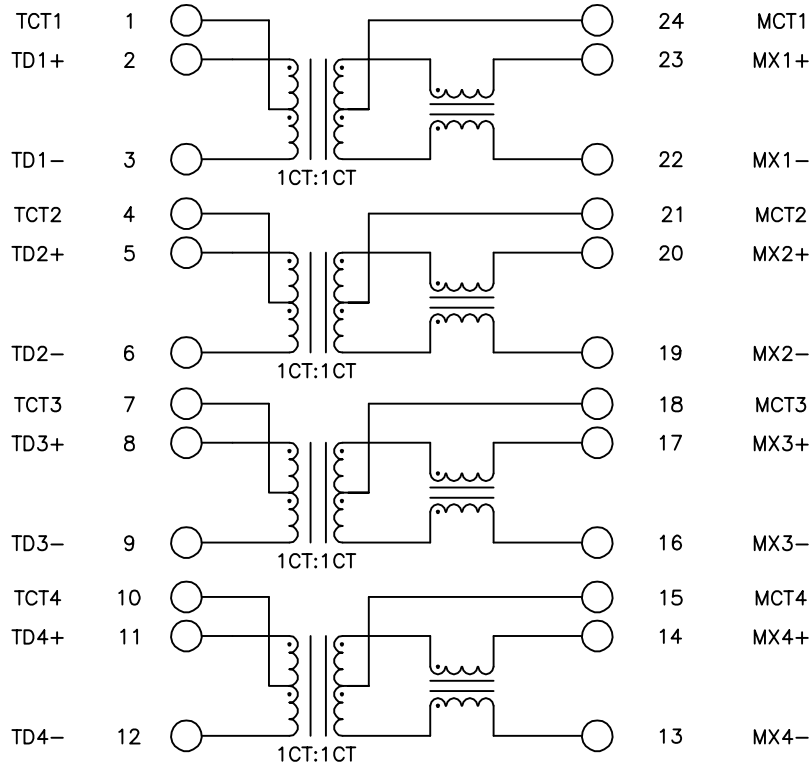 TCT1 1 24 MCT1
TD1+ 2 23 MX1+
TD1− 3 22 MX1−
1CT:1CT
TCT2 4 21 MCT2
TD2+ 5 20 MX2+
TD2− 6 19 MX2−
1CT:1CT
TCT3 7 18 MCT3
TD3+ 8 17 MX3+
TD3− 9 16 MX3−
1CT:1CT
TCT4 10 15 MCT4
TD4+ 11 14 MX4+
TD4− 12 13 MX4−
1CT:1CT